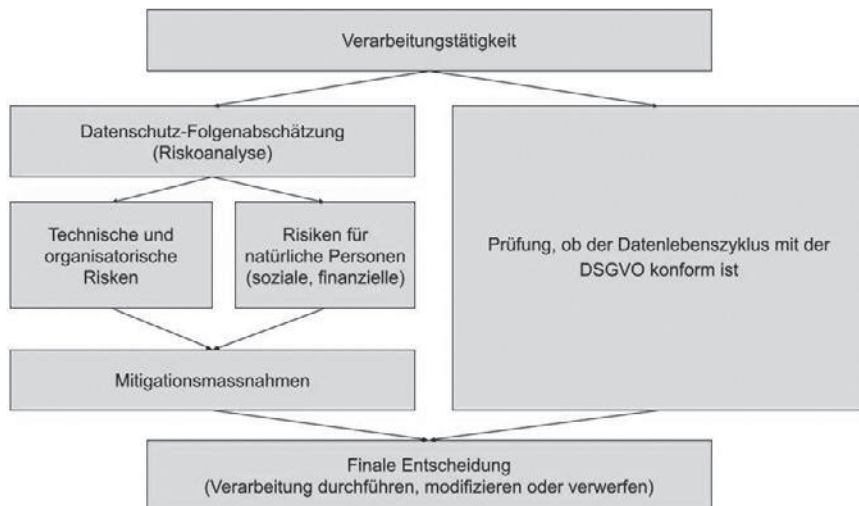 Verarbeitungstätigkeit
Datenschutz-Folgenabschätzung
(Riskoanalyse)
Technische und
organisatorische
Risken
Risiken für
natürliche Personen
(soziale, finanzielle)
Mitigationsmassnahmen
Prüfung, ob der Datenlebenszyklus mit der
DSGVO konform ist
Finale Entscheidung
(Verarbeitung durchführen, modifizieren oder verwerfen)